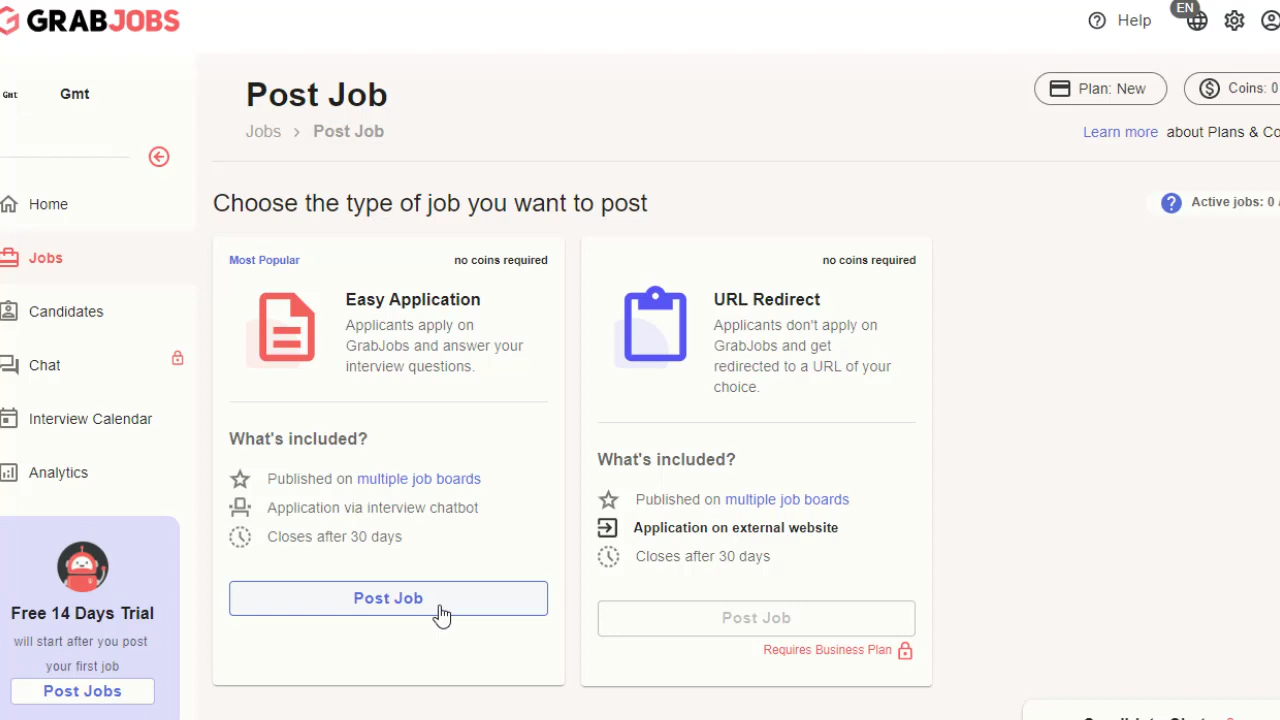 GRABJOBS
Help
EN
Gmt
Gmt
Post Job
Plan: New
Coins: 0
Jobs > Post Job
Learn more about Plans &
Home
Choose the type of job you want to post
Active jobs: 0 /
Jobs
Most Popular
no coins required
Easy Application
Applicants apply on
GrabJobs and answer your
interview questions.
What's included?
Published on multiple job boards
Application via interview chatbot
Closes after 30 days
Post Job
no coins required
URL Redirect
Applicants don't apply on
GrabJobs and get
redirected to a URL of your
choice.
What's included?
Published on multiple job boards
Application on external website
Closes after 30 days
Post Job
Requires Business Plan
Candidates
Chat
Interview Calendar
Analytics
Free 14 Days Trial
will start after you post
your first job
Post Jobs